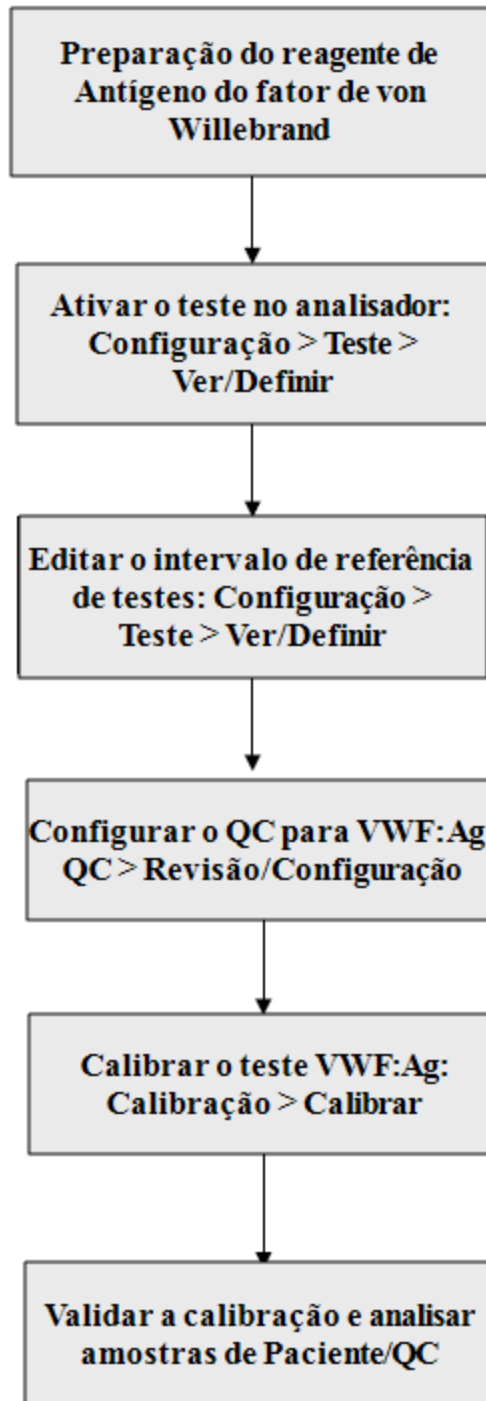 Preparação do reagente de
Antígeno do fator de von
Willebrand
Ativar o teste no analisador:
Configuração > Teste >
Ver/Definir
Editar o intervalo de referência
de testes: Configuração >
Teste > Ver/Definir
Configurar o QC para VWF:Ag
QC > Revisão/Configuração
Calibrar o teste VWF:Ag:
Calibração > Calibrar
Validar a calibração e analisar
amostras de Paciente/QC